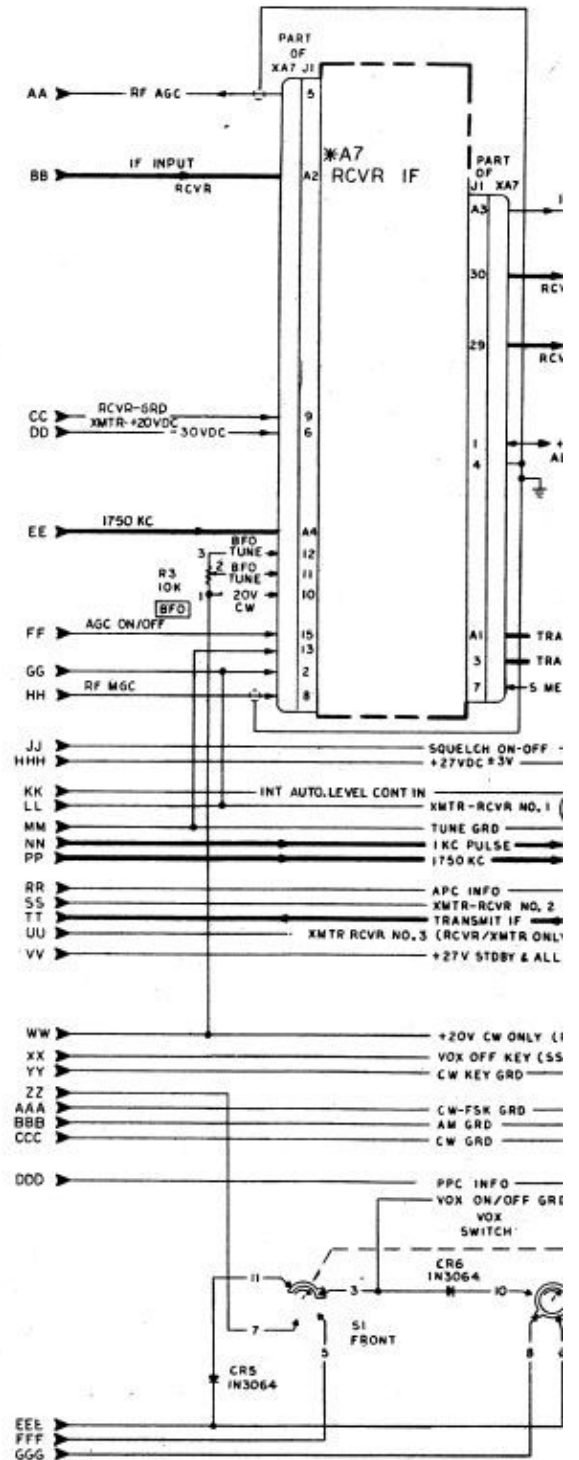 PART
OF
XA7 J1
AA RF AGC 5
*A7
RCVR IF
BB IF INPUT A2
RCVR
PART
OF
J1 XA7
A3
30
RCV
29
RCV
CC RCVR-GRD 9
XMTR-+20VDC
DD -30VDC 6
1 +
AL
4
EE 1750 KC A4
3 BFO TUNE 12
R3 10K 2 BFO TUNE 11
BFO 1 20V CW 10
FF AGC ON/OFF 15
13
GG 2
HH RF MGC 8
A1 TRA
3 TRA
7 S ME
JJ SQUELCH ON-OFF
HHH +27VDC ±3V
KK INT AUTO.LEVEL CONT IN
LL XMTR-RCVR NO.1 (
MM TUNE GRD
NN 1 KC PULSE
PP 1750 KC
RR APC INFO
SS XMTR-RCVR NO. 2
TT TRANSMIT IF
UU XMTR RCVR NO.3 (RCVR/XMTR ONLY
VV +27V STDBY & ALL
WW +20V CW ONLY (
XX VOX OFF KEY (SS
YY CW KEY GRD
ZZ
AAA CW-FSK GRD
BBB AM GRD
CCC CW GRD
DDD PPC INFO
VOX ON/OFF GRD
VOX
SWITCH
CR6
1N3064
11 3 10
7 S1
FRONT
5 8
CR5
1N3064
EEE
FFF
GGG